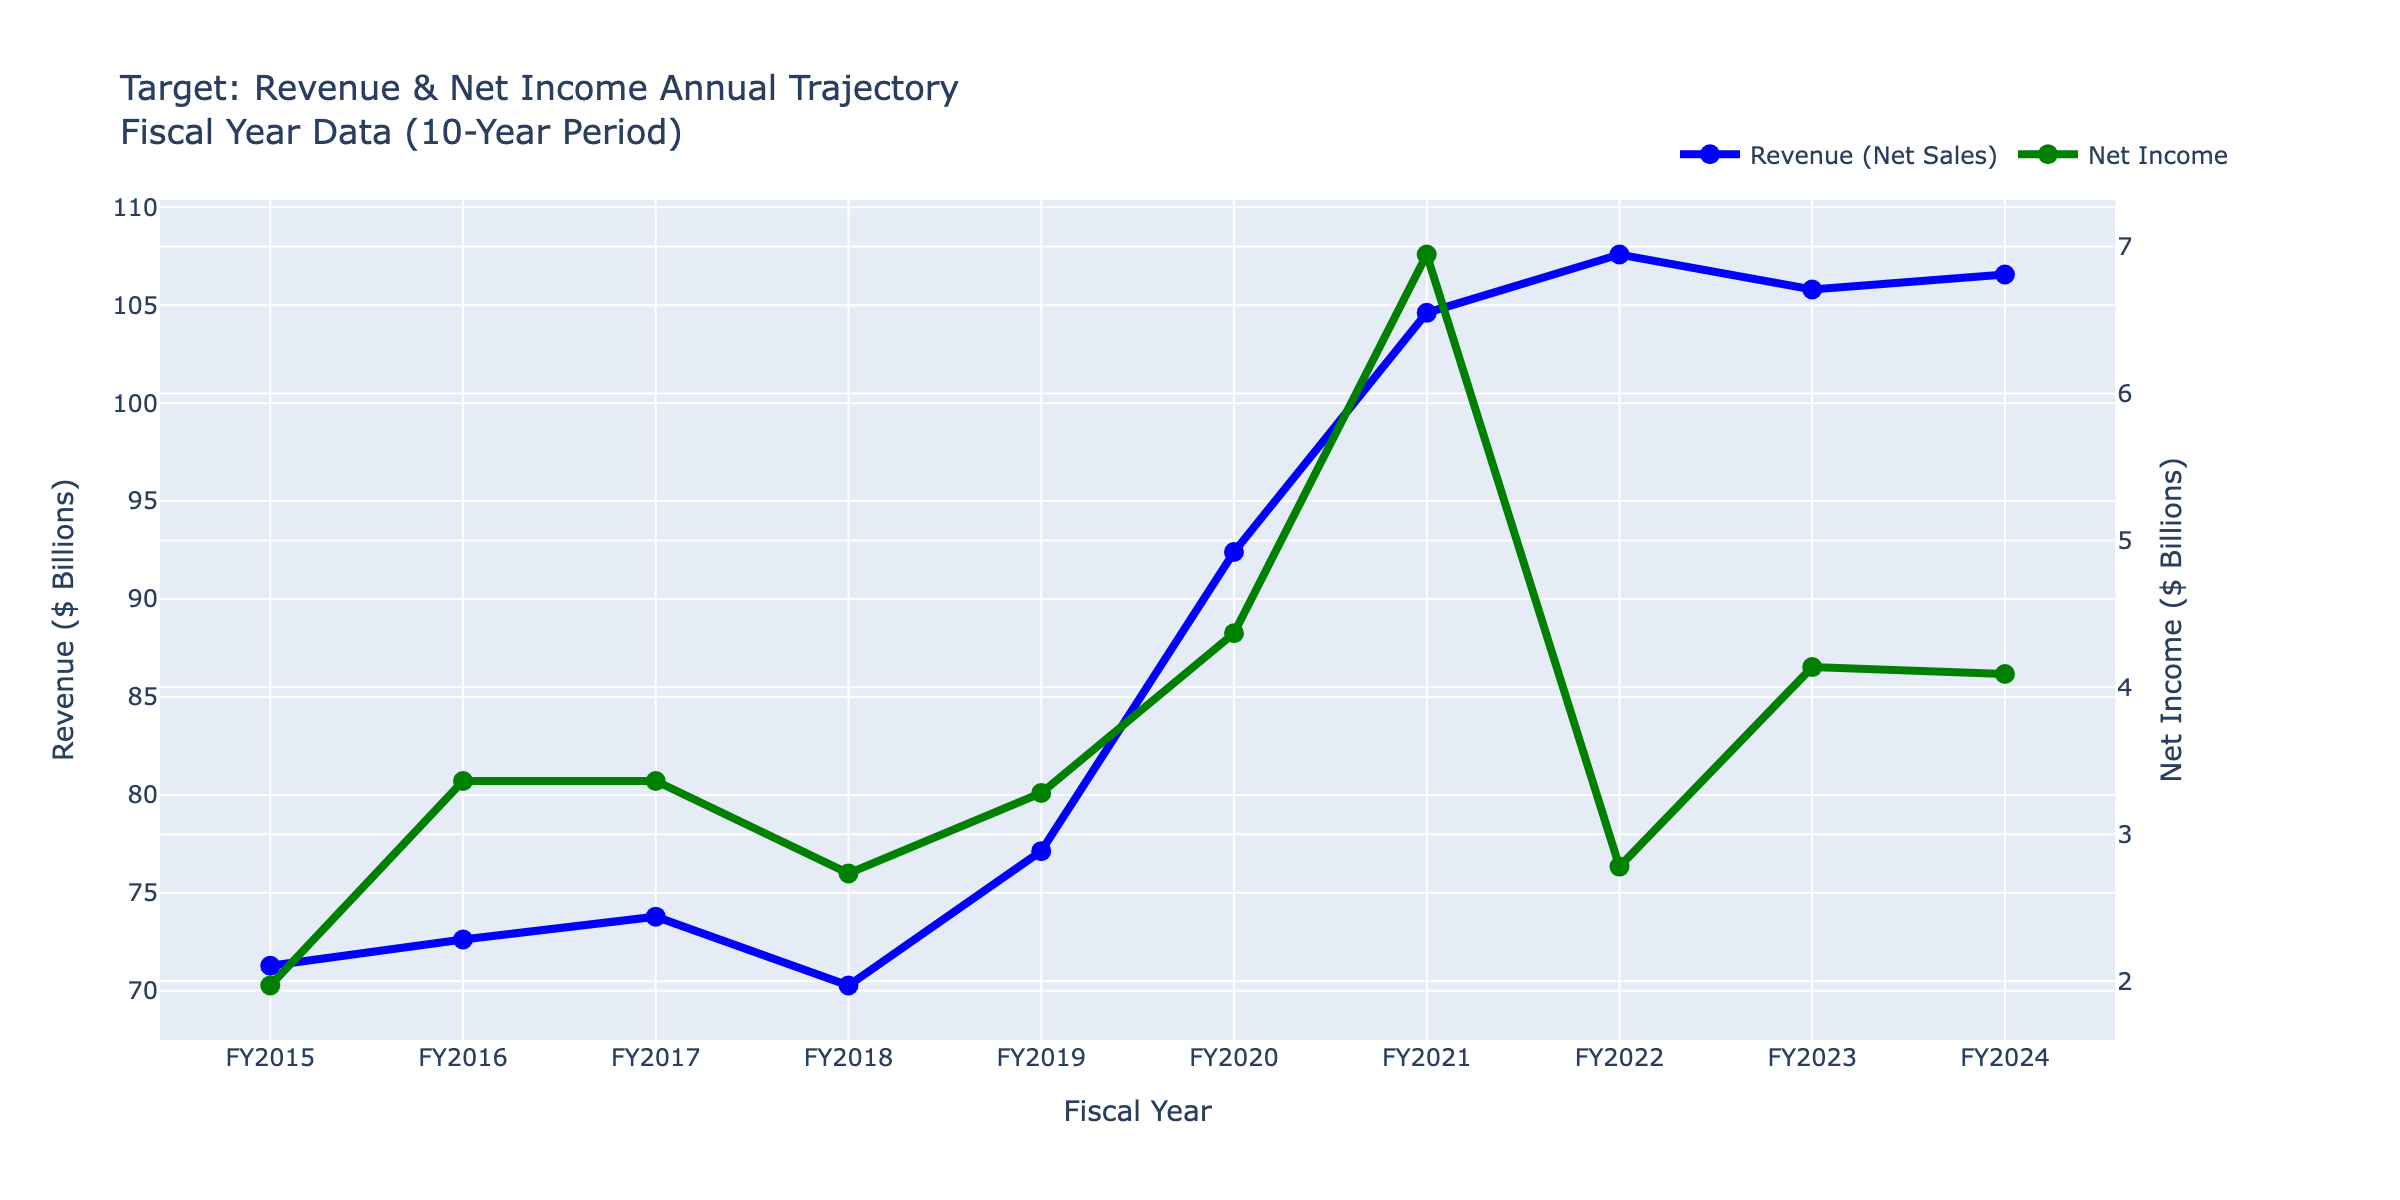 Target: Revenue & Net Income Annual Trajectory
Fiscal Year Data (10-Year Period)
Revenue (Net Sales)
Net Income
110
105
100
95
90
85
80
75
70
Revenue ($ Billions)
7
6
5
4
3
2
Net Income ($ Billions)
FY2015
FY2016
FY2017
FY2018
FY2019
FY2020
FY2021
FY2022
FY2023
FY2024
Fiscal Year